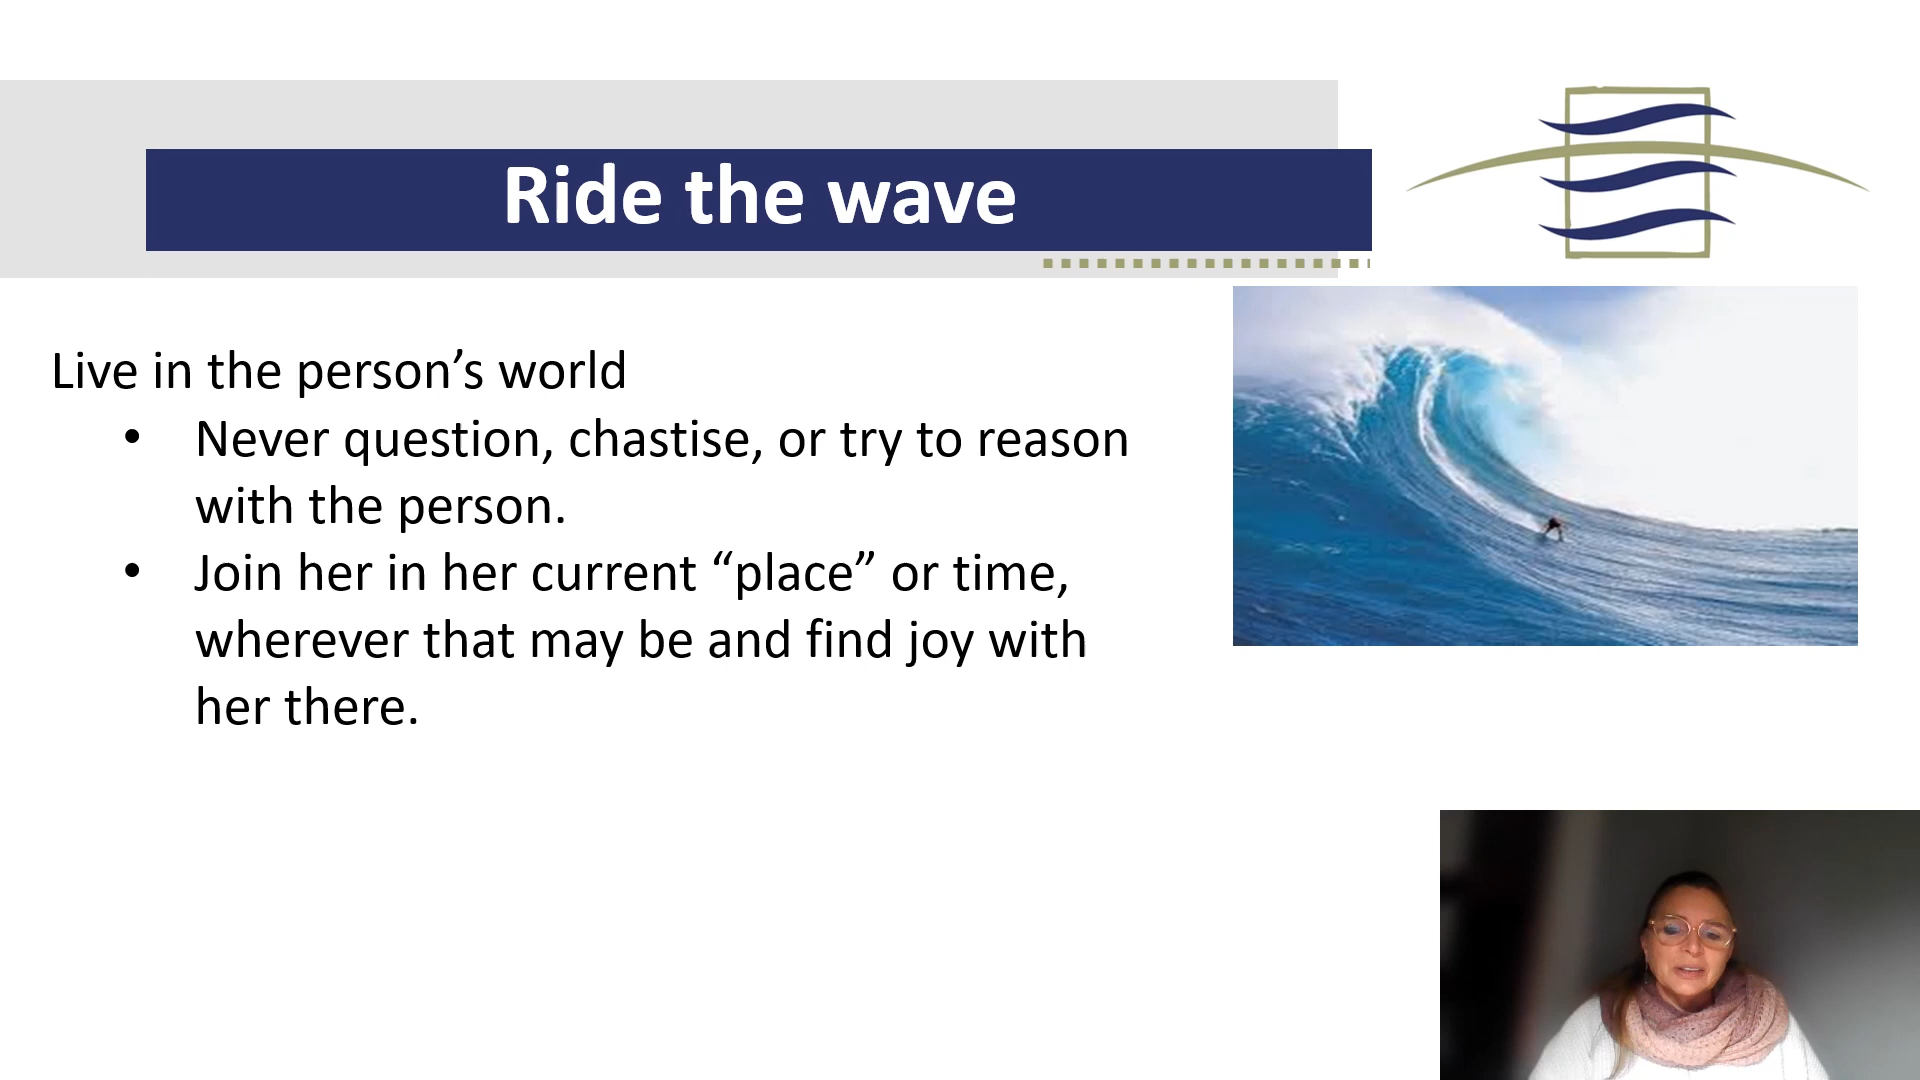 Ride the wave
Live in the person’s world
• Never question, chastise, or try to reason
with the person.
• Join her in her current “place” or time,
wherever that may be and find joy with
her there.